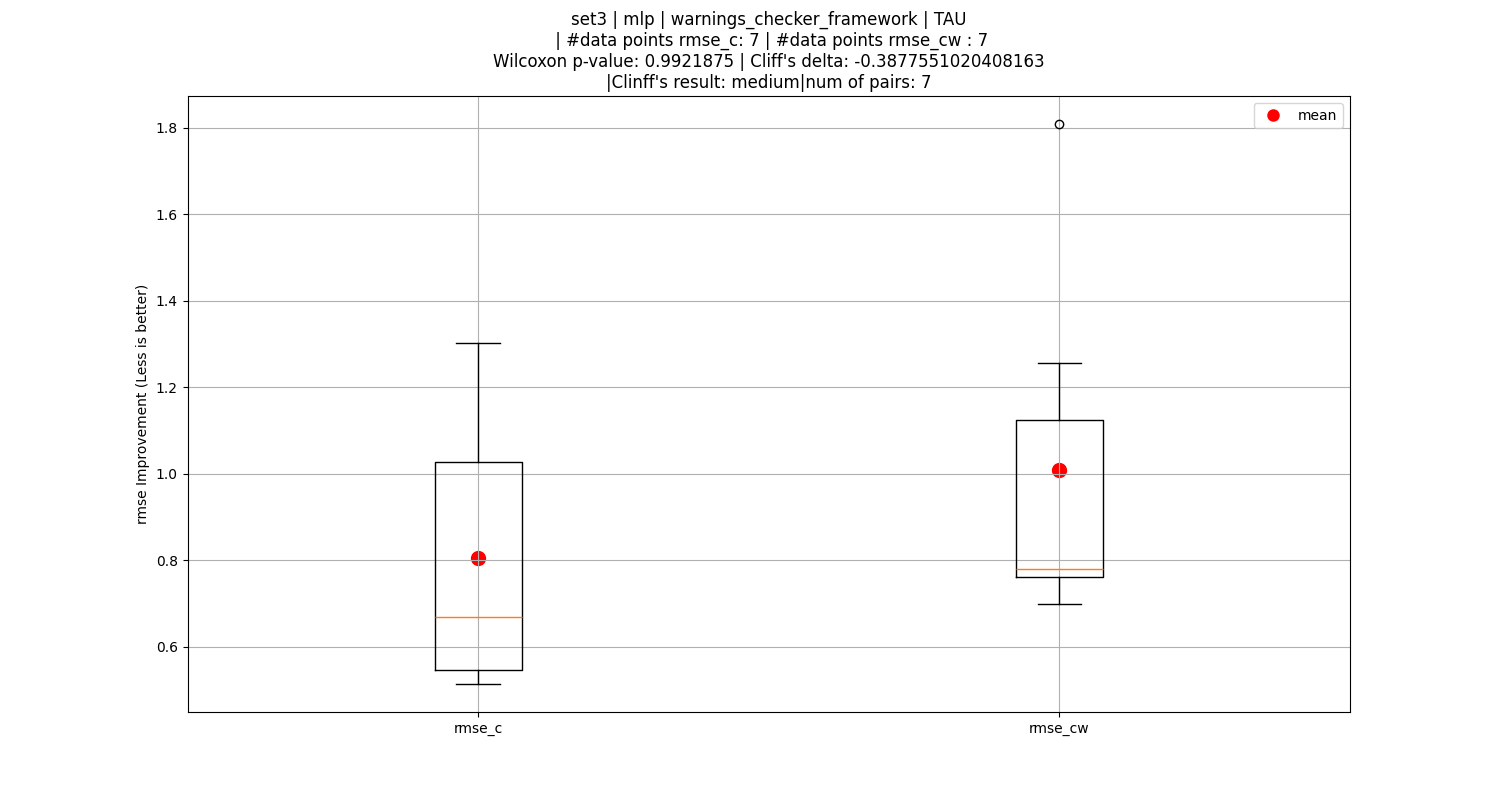 set3 | mlp | warnings_checker_framework | TAU
| #data points rmse_c: 7 | #data points rmse_cw : 7
Wilcoxon p-value: 0.9921875 | Cliff's delta: -0.3877551020408163
|Clinff's result: medium|num of pairs: 7
mean
1.8
1.6
1.4
1.2
1.0
0.8
0.6
rmse Improvement (Less is better)
rmse_c
rmse_cw